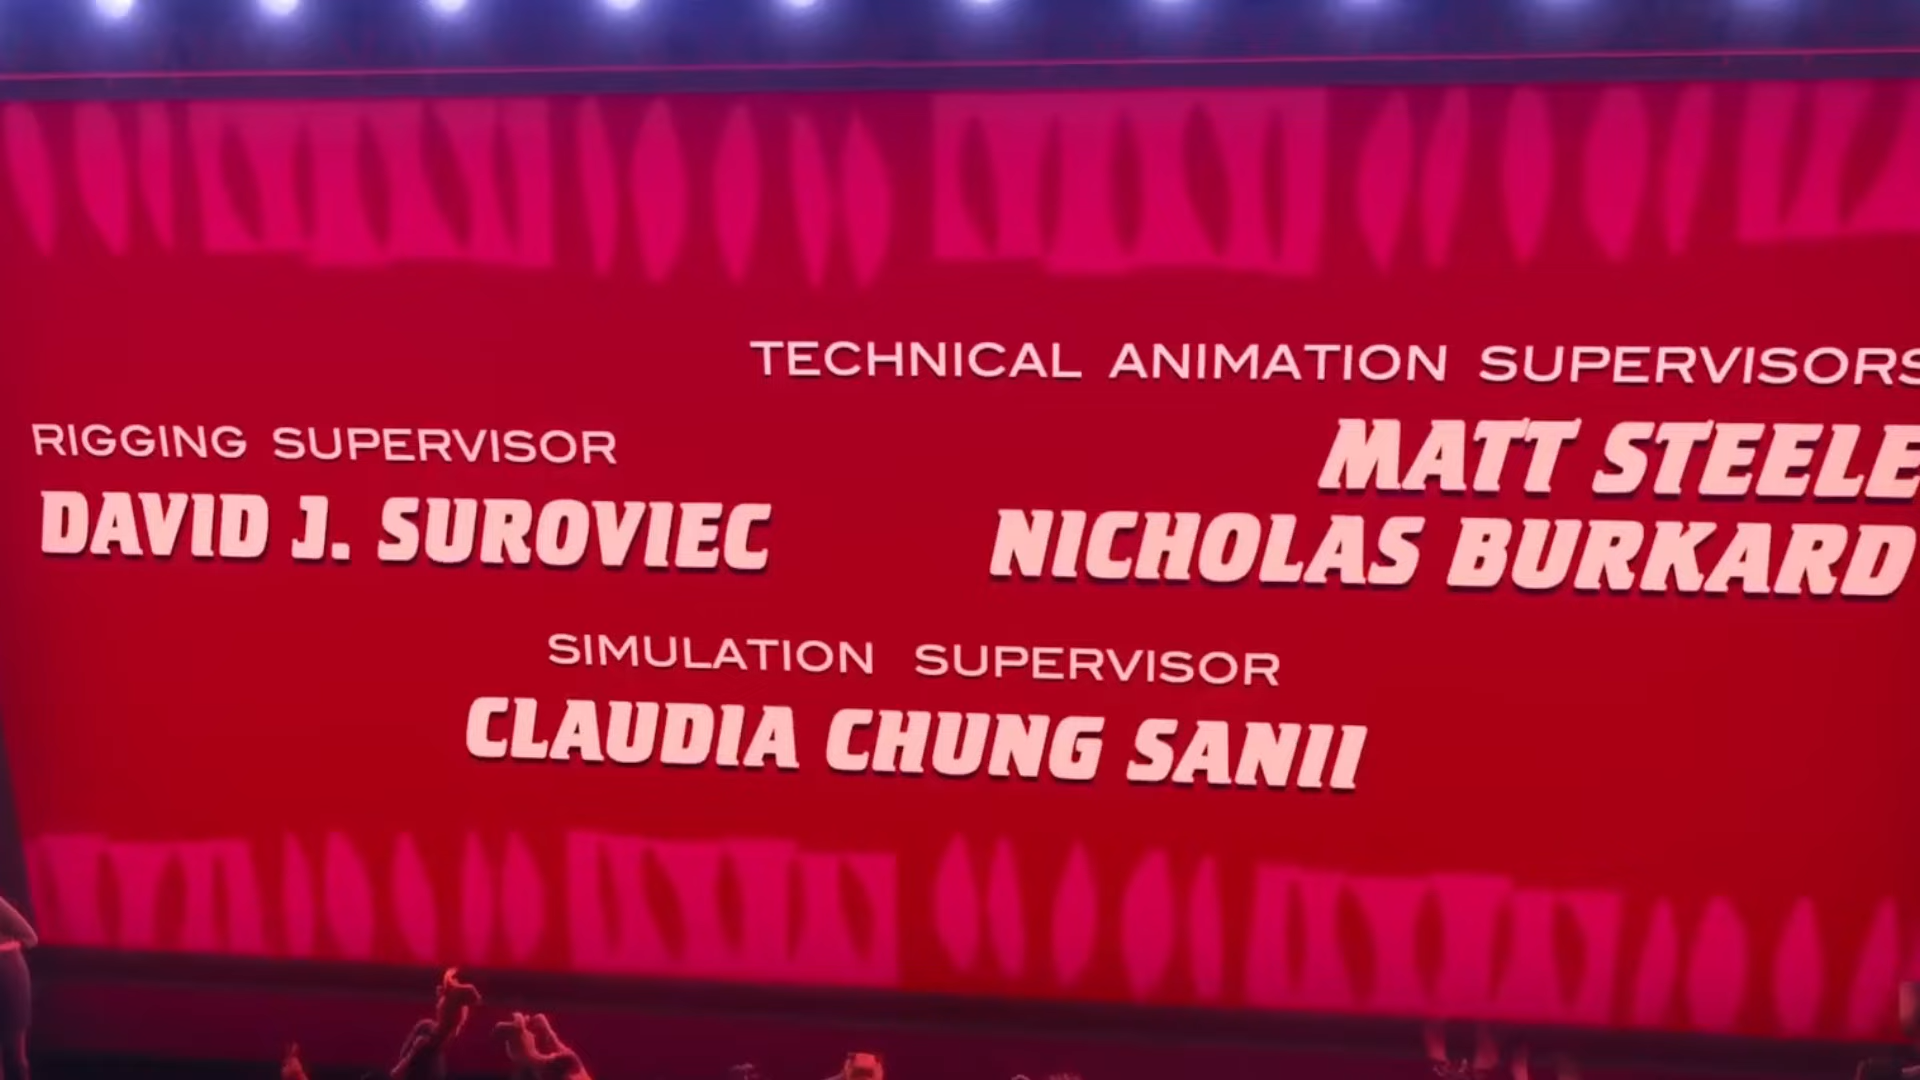 RIGGING SUPERVISOR
DAVID J. SUROVIEC
TECHNICAL ANIMATION SUPERVISORS
MATT STEELE
NICHOLAS BURKARD
SIMULATION SUPERVISOR
CLAUDIA CHUNG SANII